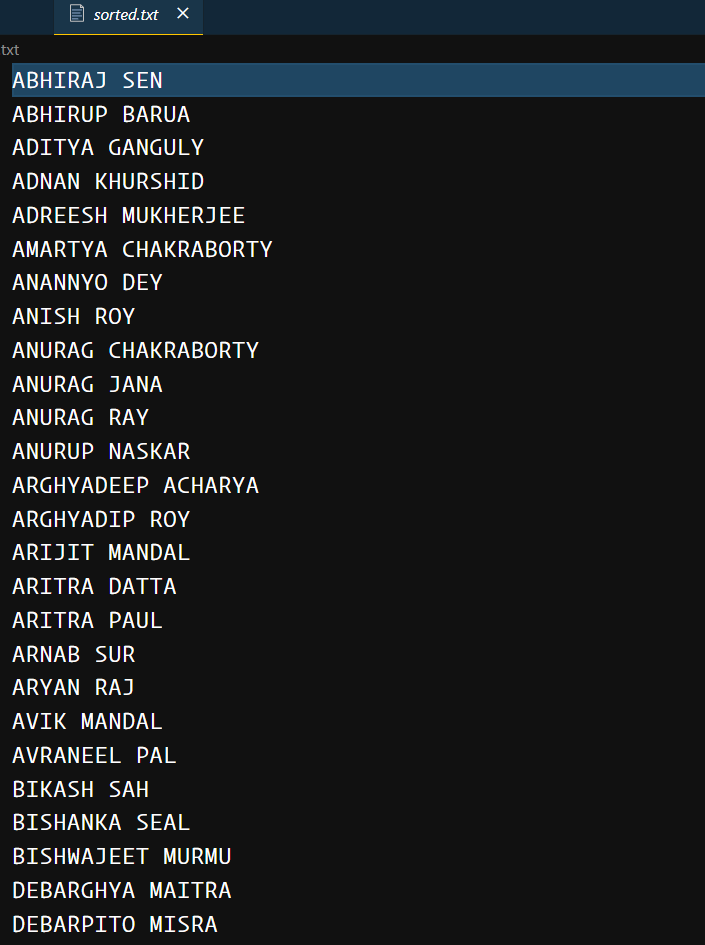 sorted.txt
txt
ABHIRAJ SEN
ABHIRUP BARUA
ADITYA GANGULY
ADNAN KHURSHID
ADREESH MUKHERJEE
AMARTYA CHAKRABORTY
ANANNYO DEY
ANISH ROY
ANURAG CHAKRABORTY
ANURAG JANA
ANURAG RAY
ANURUP NASKAR
ARGHYADEEP ACHARYA
ARGHYADIP ROY
ARIJIT MANDAL
ARITRA DATTA
ARITRA PAUL
ARNAB SUR
ARYAN RAJ
AVIK MANDAL
AVRANEEL PAL
BIKASH SAH
BISHANKA SEAL
BISHWAJEET MURMU
DEBARGHYA MAITRA
DEBARPITO MISRA